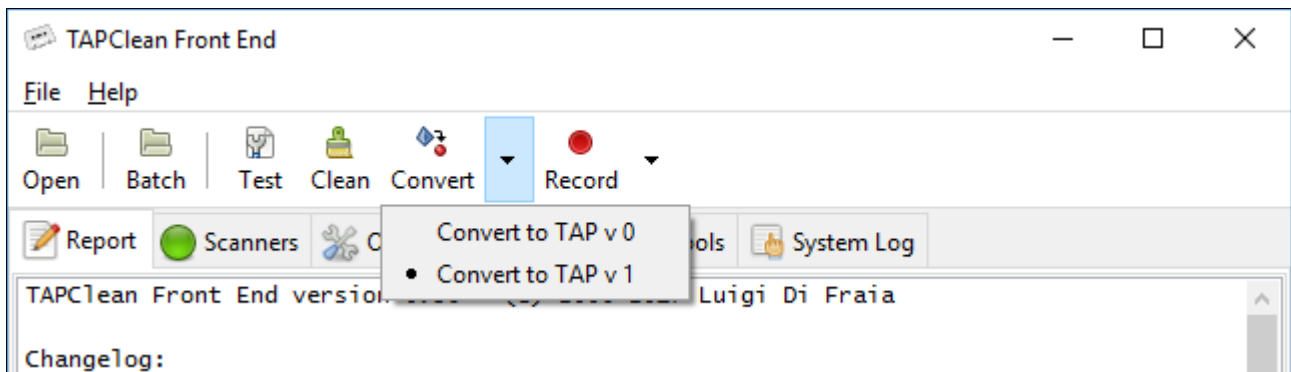 TAPClean Front End
File Help
Open Batch Test Clean Convert Record
Convert to TAP v 0
Convert to TAP v 1
Report Scanners System Log
TAPClean Front End version Luigi Di Fraia
Changelog: